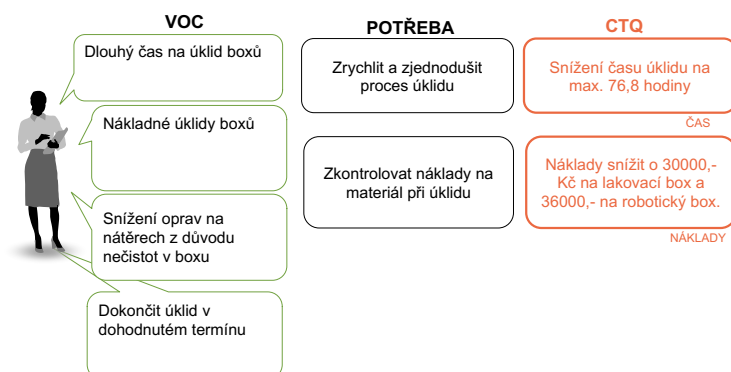 VOC
POTŘEBA
CTQ
Dlouhý čas na úklid boxů
Zrychlit a zjednodušit
proces úklidu
Snížení času úklidu na
max. 76,8 hodiny
ČAS
Nákladné úklidy boxů
Zkontrolovat náklady na
materiál při úklidu
Náklady snížit o 30000,-
Kč na lakovací box a
36000,- na robotický box.
NÁKLADY
Snížení oprav na
nátěrech z důvodu
nečistot v boxu
Dokončit úklid v
dohodnutém termínu